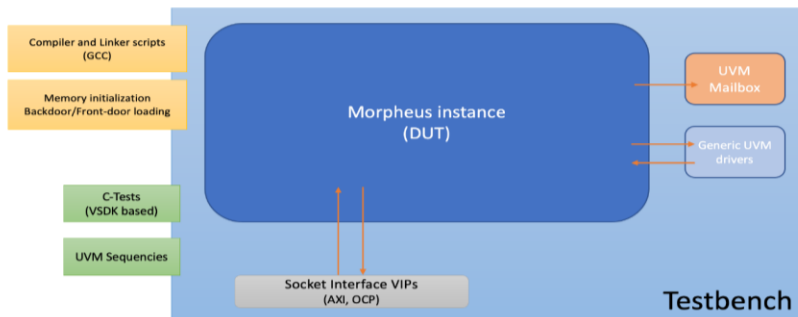 Compiler and Linker scripts
(GCC)
Memory initialization
Backdoor/Front-door loading
Morpheus instance
(DUT)
UVM
Mailbox
Generic UVM
drivers
C-Tests
(VSDK based)
UVM Sequencies
Socket Interface VIPs
(AXI, OCP)
Testbench